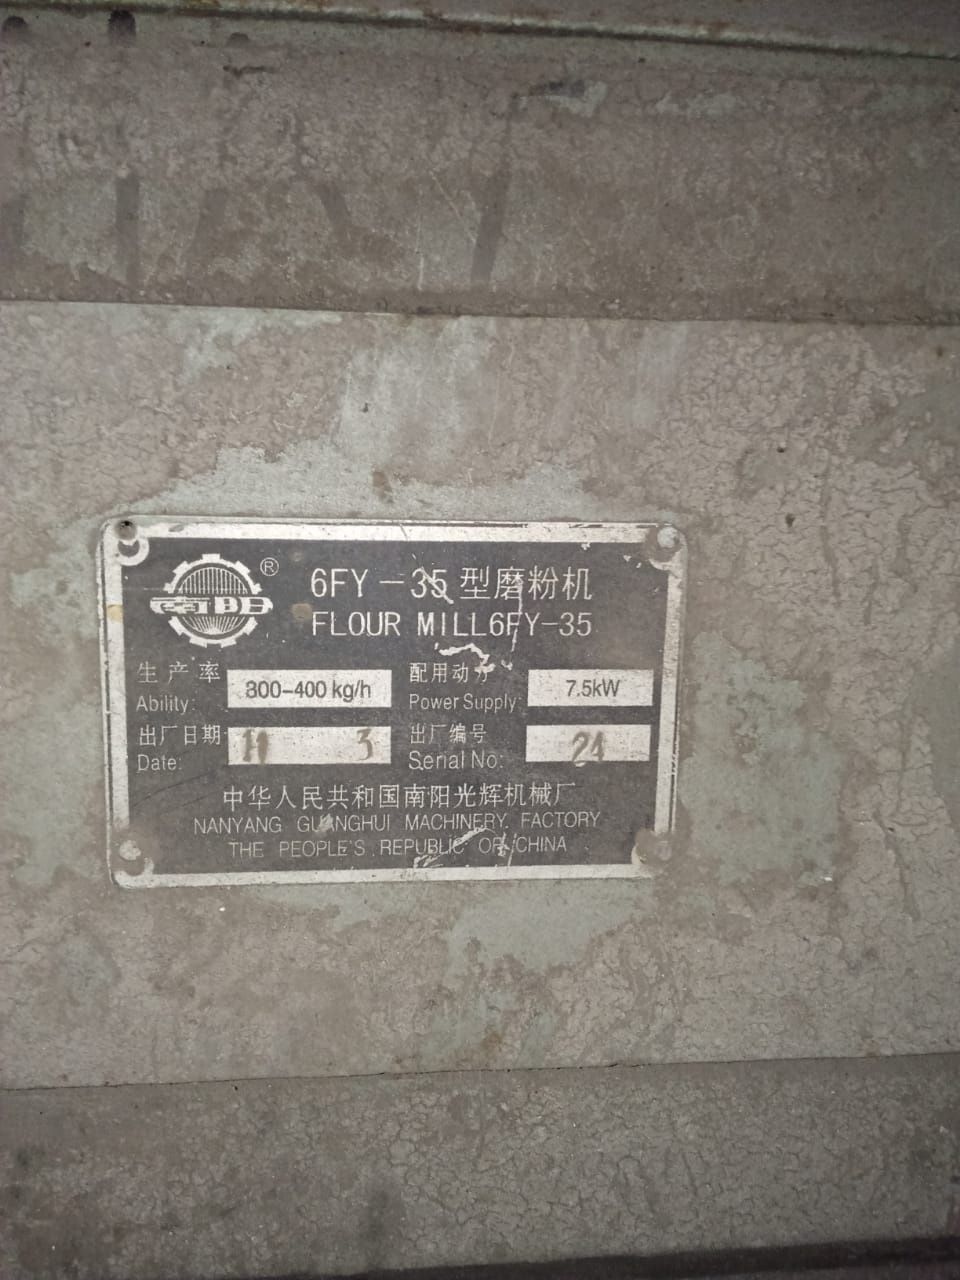 南阳 ®
6FY-35型磨粉机
FLOUR MILL6FY-35
生产率 Ability: 300-400 kg/h 配用动力 Power Supply: 7.5kW
出厂日期 Date: 11 3 出厂编号 Serial No: 24
中华人民共和国南阳光辉机械厂
NANYANG GUANGHUI MACHINERY FACTORY
THE PEOPLE'S REPUBLIC OF CHINA